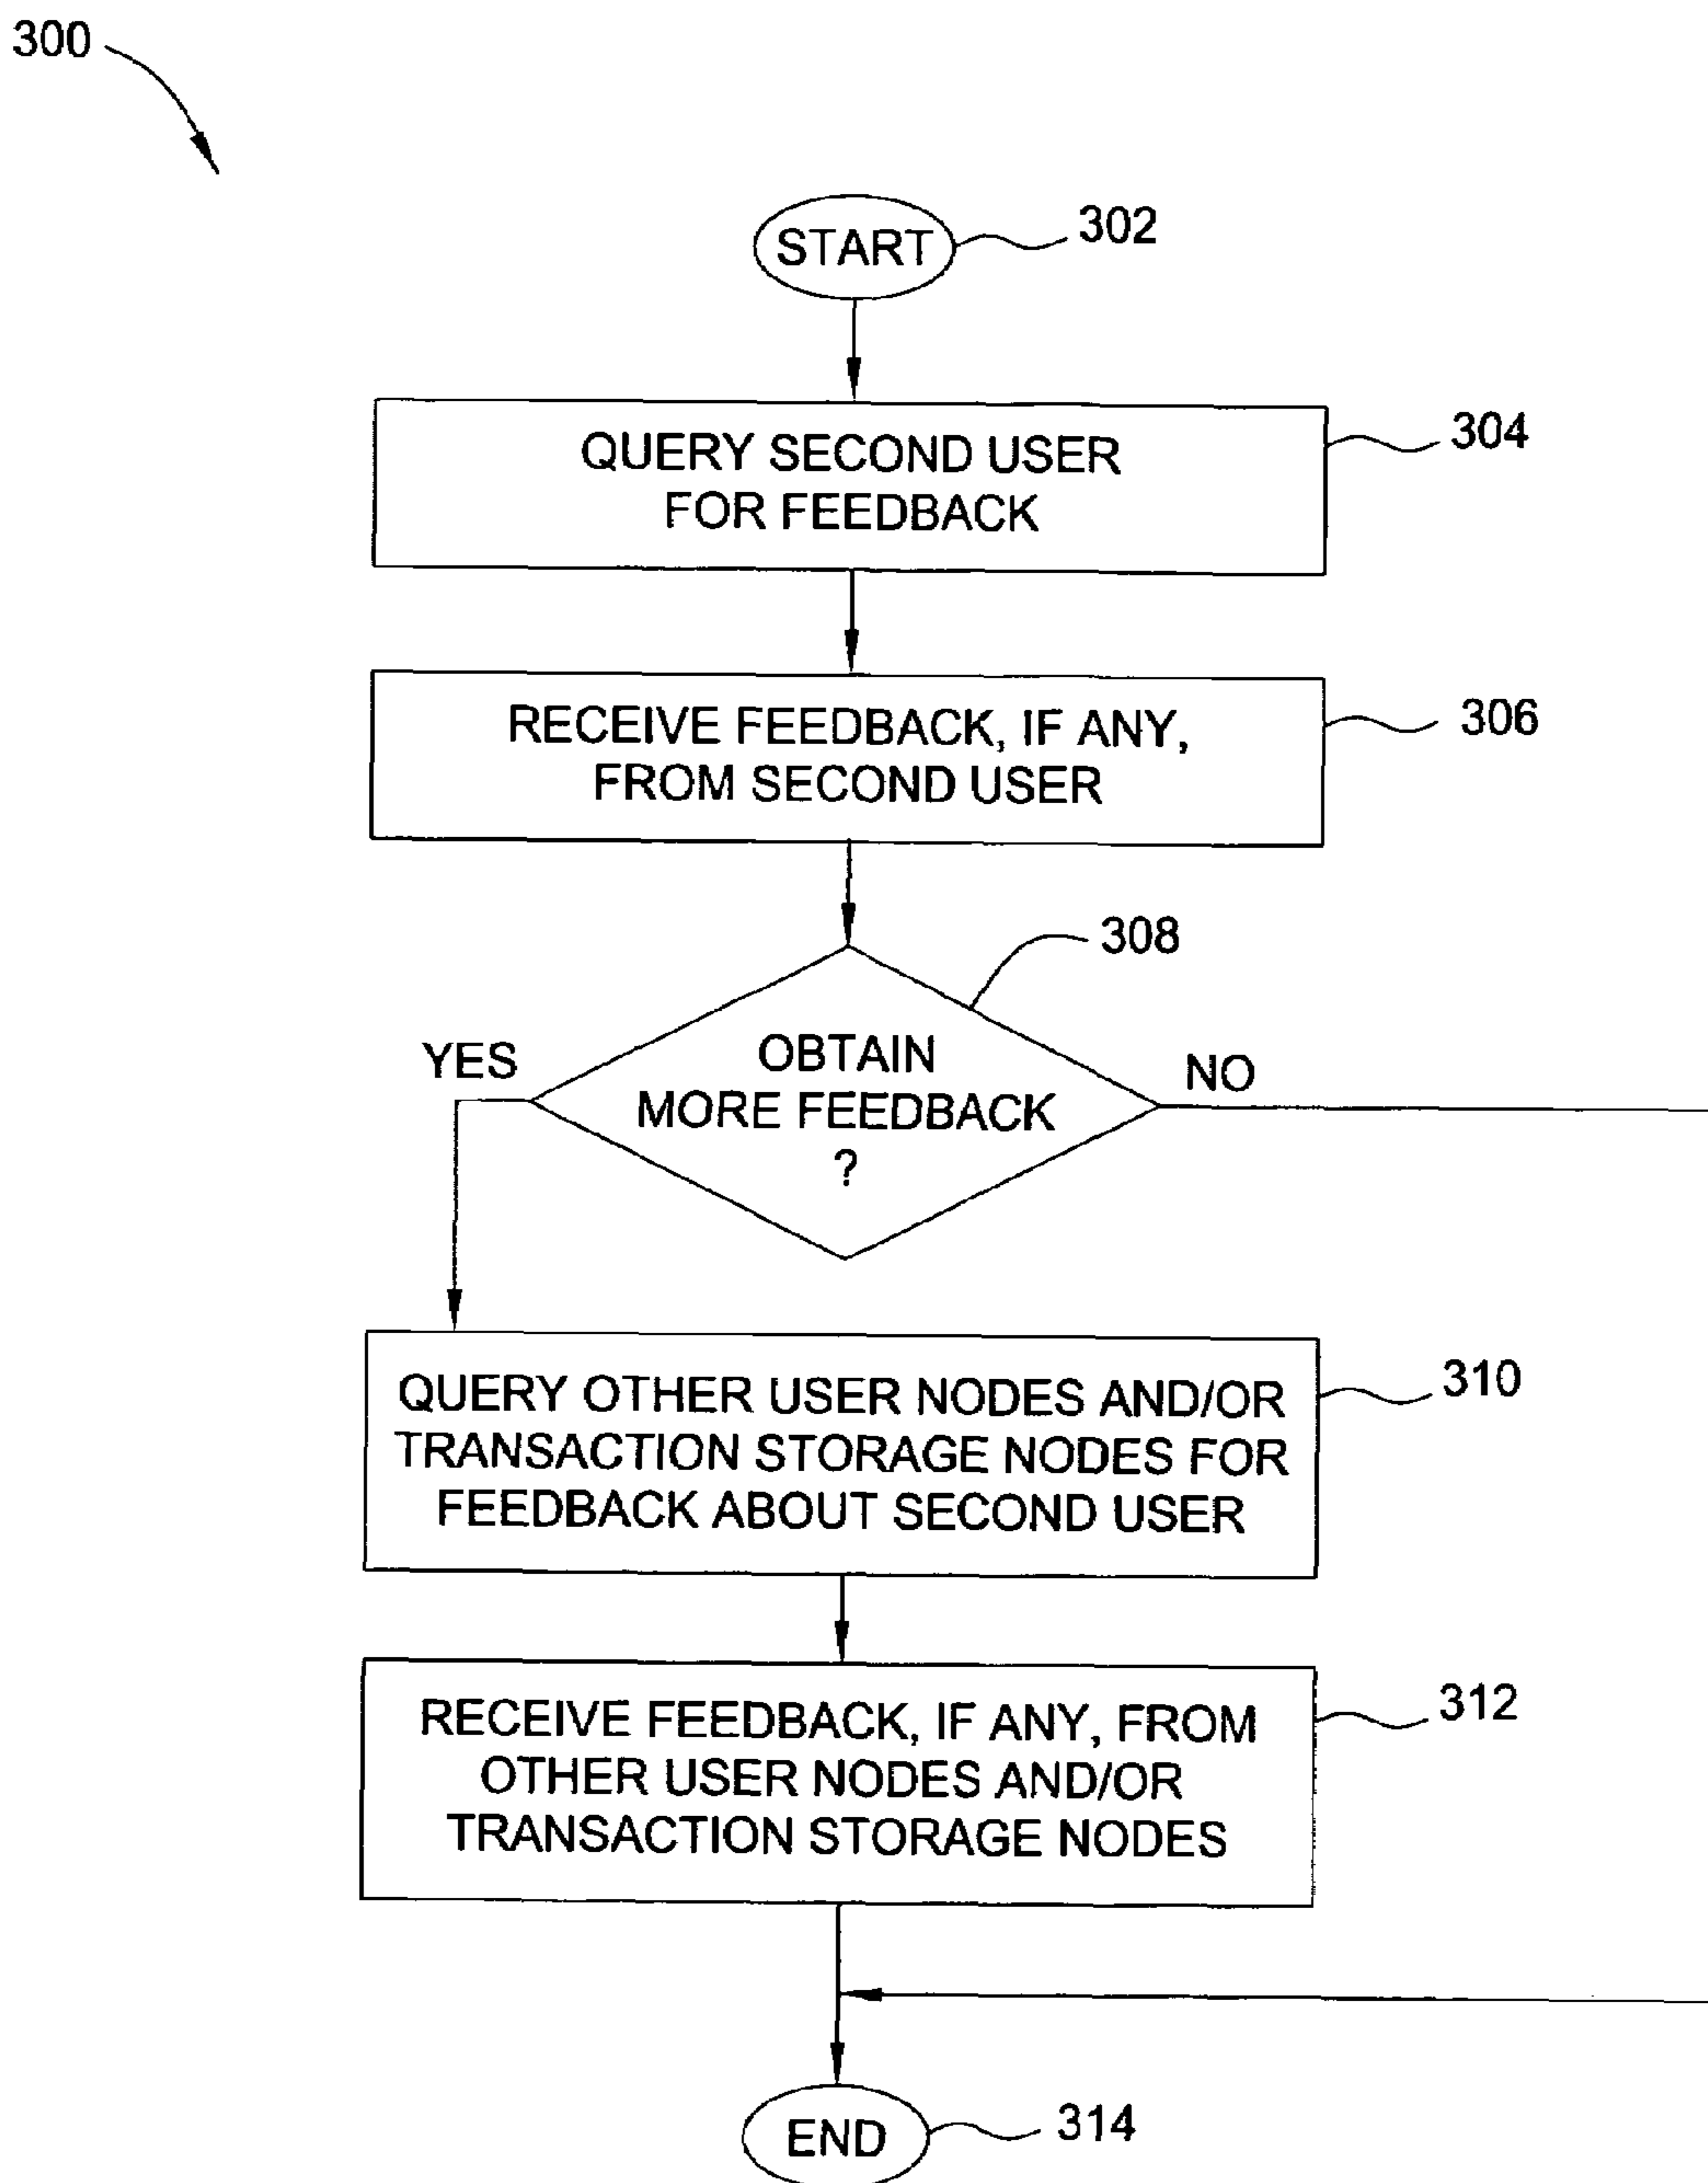 300
START
302
QUERY SECOND USER
FOR FEEDBACK
304
RECEIVE FEEDBACK, IF ANY,
FROM SECOND USER
306
308
YES
OBTAIN
MORE FEEDBACK
?
NO
QUERY OTHER USER NODES AND/OR
TRANSACTION STORAGE NODES FOR
FEEDBACK ABOUT SECOND USER
310
RECEIVE FEEDBACK, IF ANY, FROM
OTHER USER NODES AND/OR
TRANSACTION STORAGE NODES
312
END
314